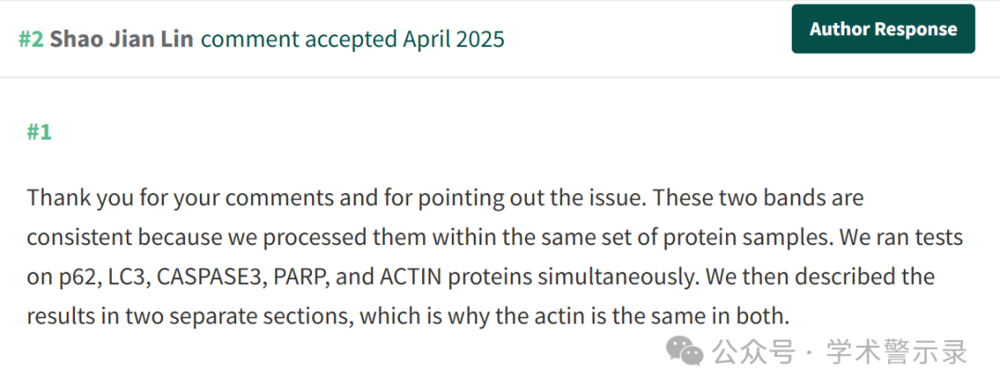 #2 Shao Jian Lin comment accepted April 2025
Author Response
#1
Thank you for your comments and for pointing out the issue. These two bands are
consistent because we processed them within the same set of protein samples. We ran tests
on p62, LC3, CASPASE3, PARP, and ACTIN proteins simultaneously. We then described the
results in two separate sections, which is why the actin is the same in both.
公众号 · 学术警示录